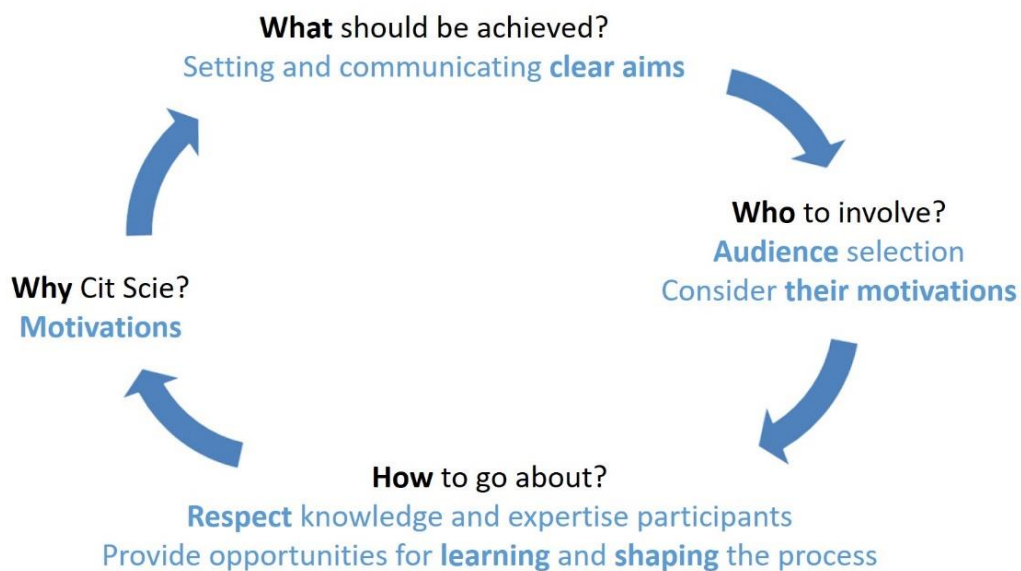 What should be achieved?
Setting and communicating clear aims
Who to involve?
Audience selection
Consider their motivations
How to go about?
Respect knowledge and expertise participants
Provide opportunities for learning and shaping the process
Why Cit Scie?
Motivations